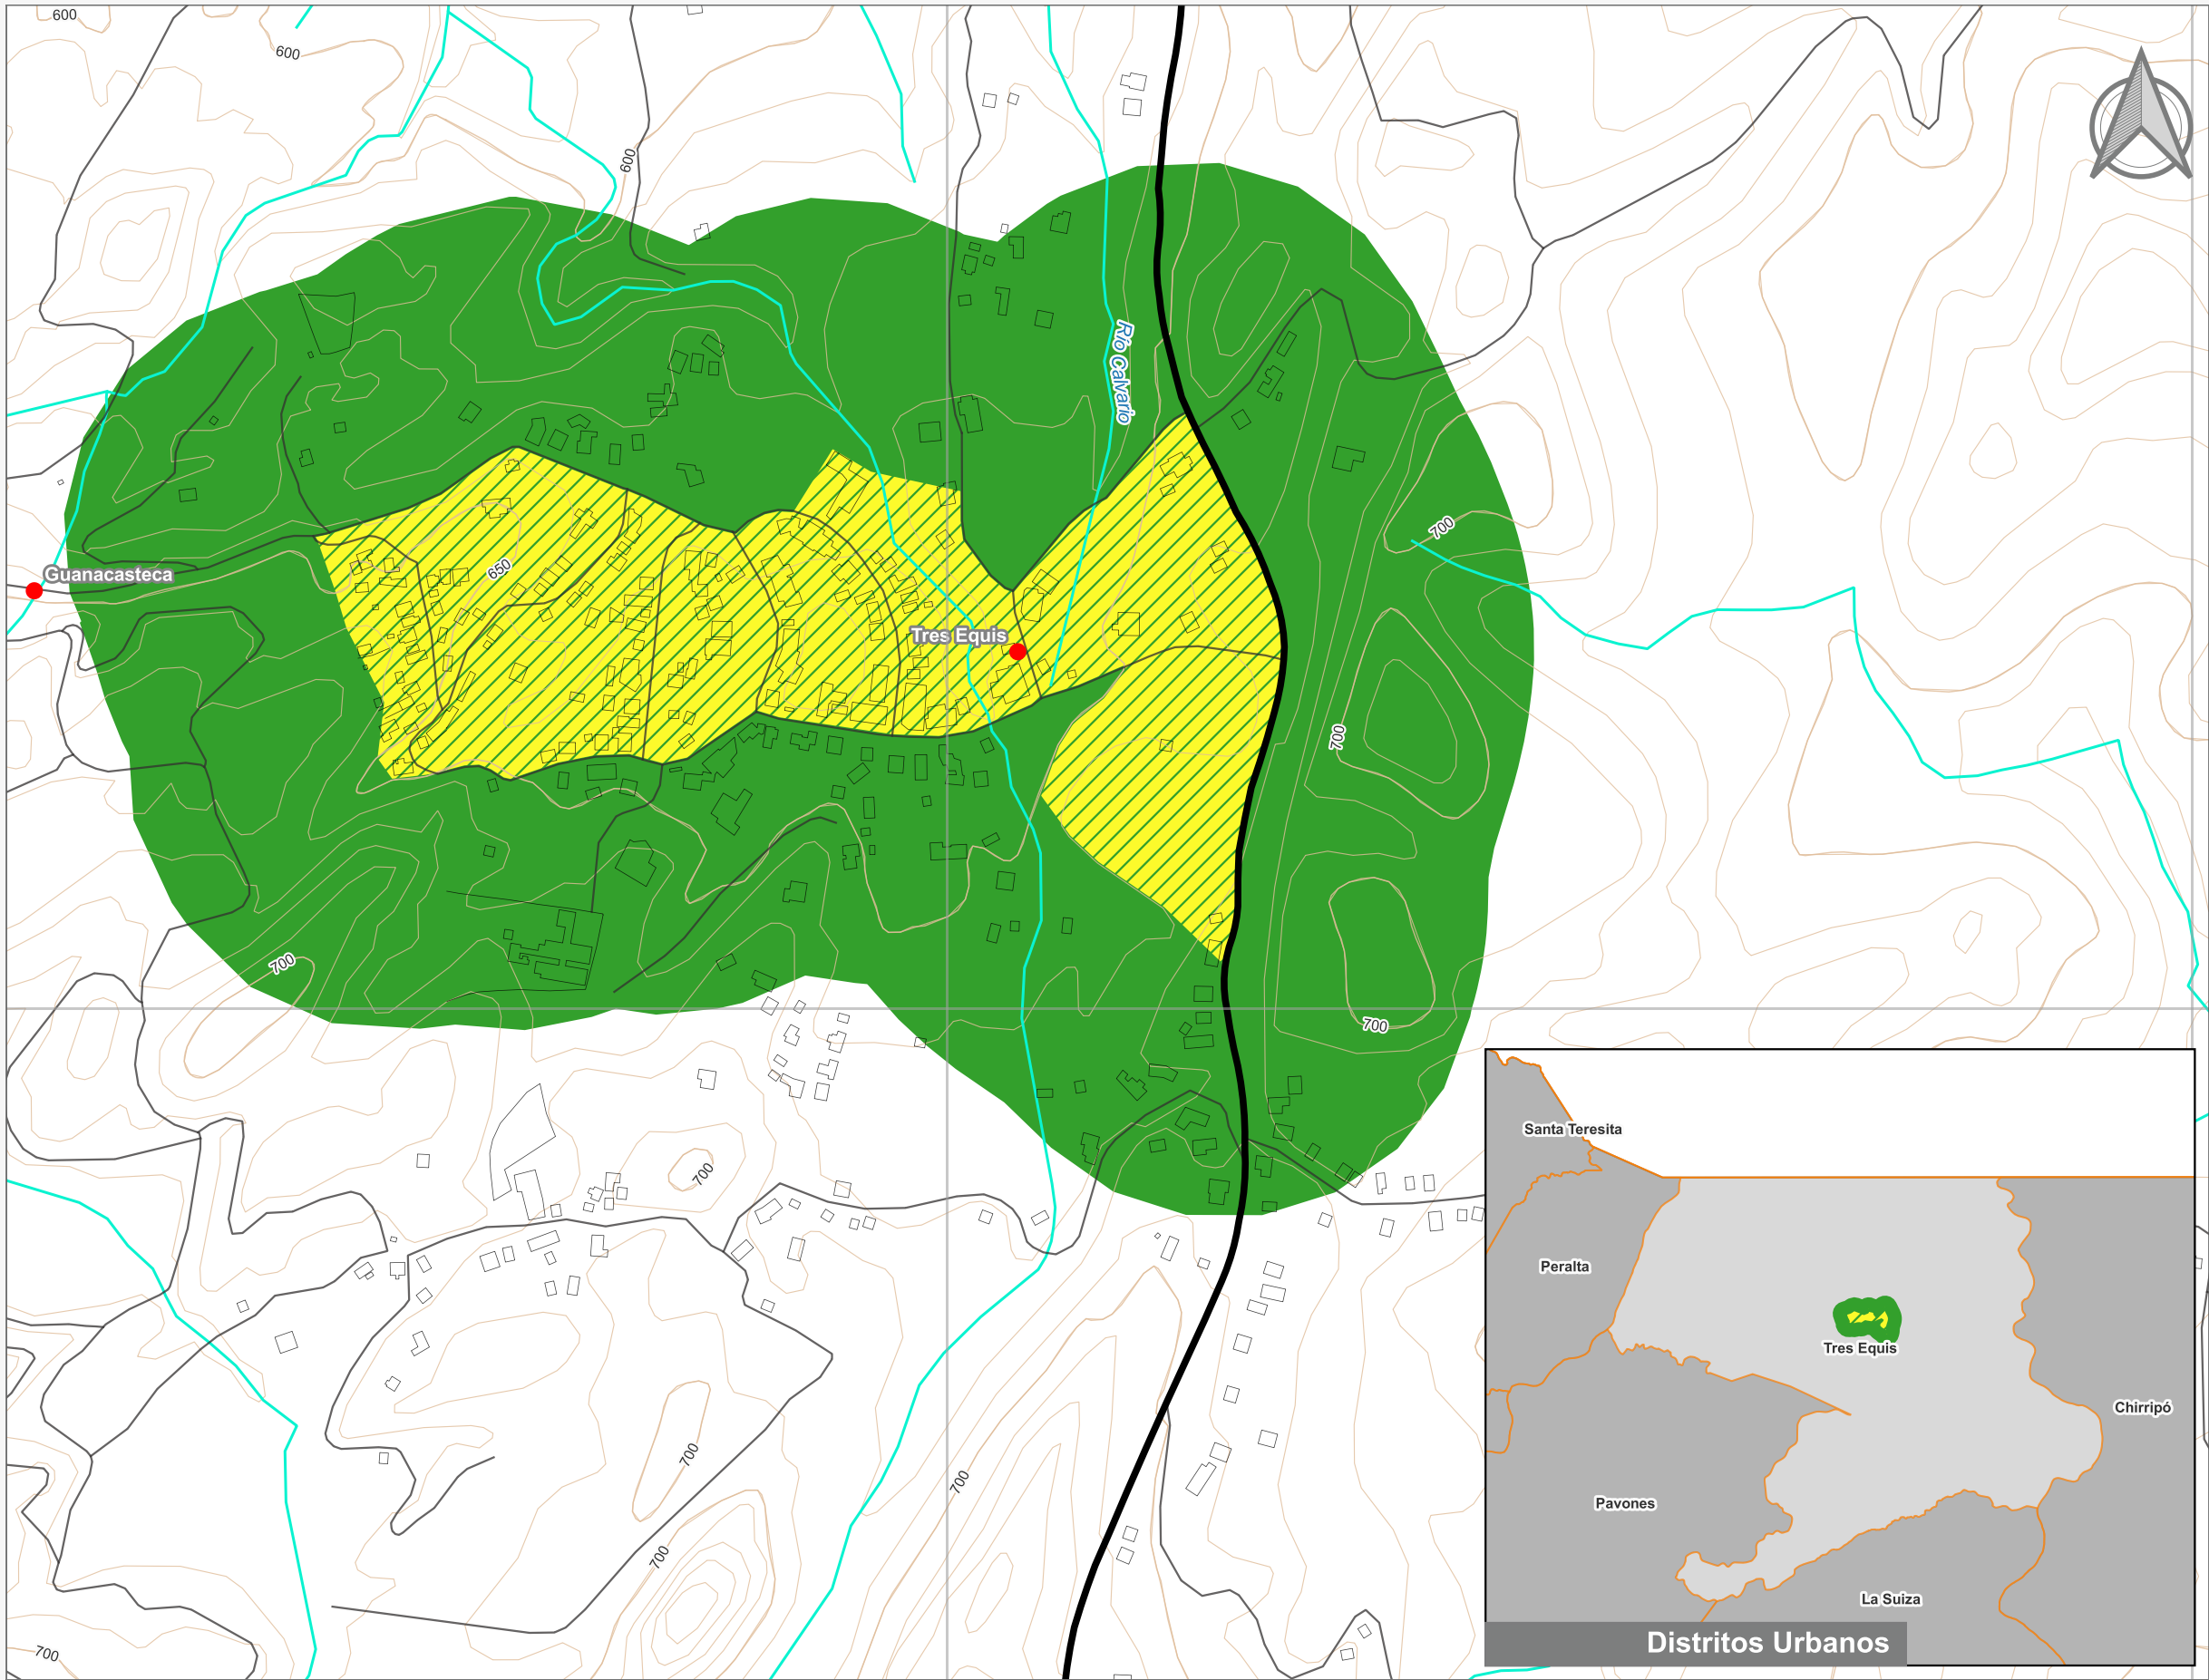 600
600
600
Río Calvario
700
Guanacasteca
650
Tres Equis
700
700
700
700
700
700
700
700
Santa Teresita
Peralta
Tres Equis
Chirripó
Pavones
La Suiza
Distritos Urbanos